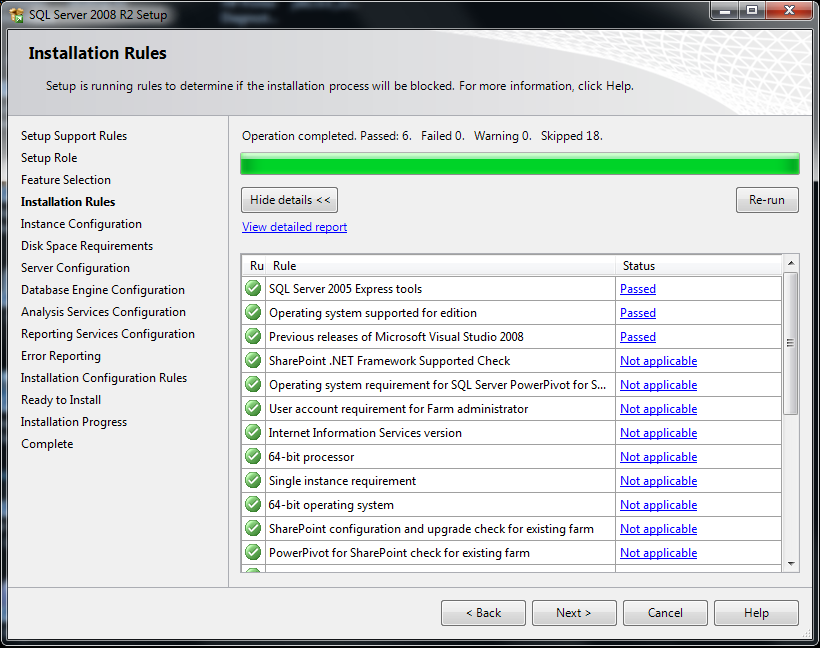 SQL Server 2008 R2 Setup
Installation Rules
Setup is running rules to determine if the installation process will be blocked. For more information, click Help.
Setup Support Rules
Setup Role
Feature Selection
Installation Rules
Instance Configuration
Disk Space Requirements
Server Configuration
Database Engine Configuration
Analysis Services Configuration
Reporting Services Configuration
Error Reporting
Installation Configuration Rules
Ready to Install
Installation Progress
Complete
Operation completed. Passed: 6. Failed 0. Warning 0. Skipped 18.
Hide details <<
Re-run
View detailed report
Ru Rule Status
SQL Server 2005 Express tools Passed
Operating system supported for edition Passed
Previous releases of Microsoft Visual Studio 2008 Passed
SharePoint .NET Framework Supported Check Not applicable
Operating system requirement for SQL Server PowerPivot for S... Not applicable
User account requirement for Farm administrator Not applicable
Internet Information Services version Not applicable
64-bit processor Not applicable
Single instance requirement Not applicable
64-bit operating system Not applicable
SharePoint configuration and upgrade check for existing farm Not applicable
PowerPivot for SharePoint check for existing farm Not applicable
< Back Next > Cancel Help